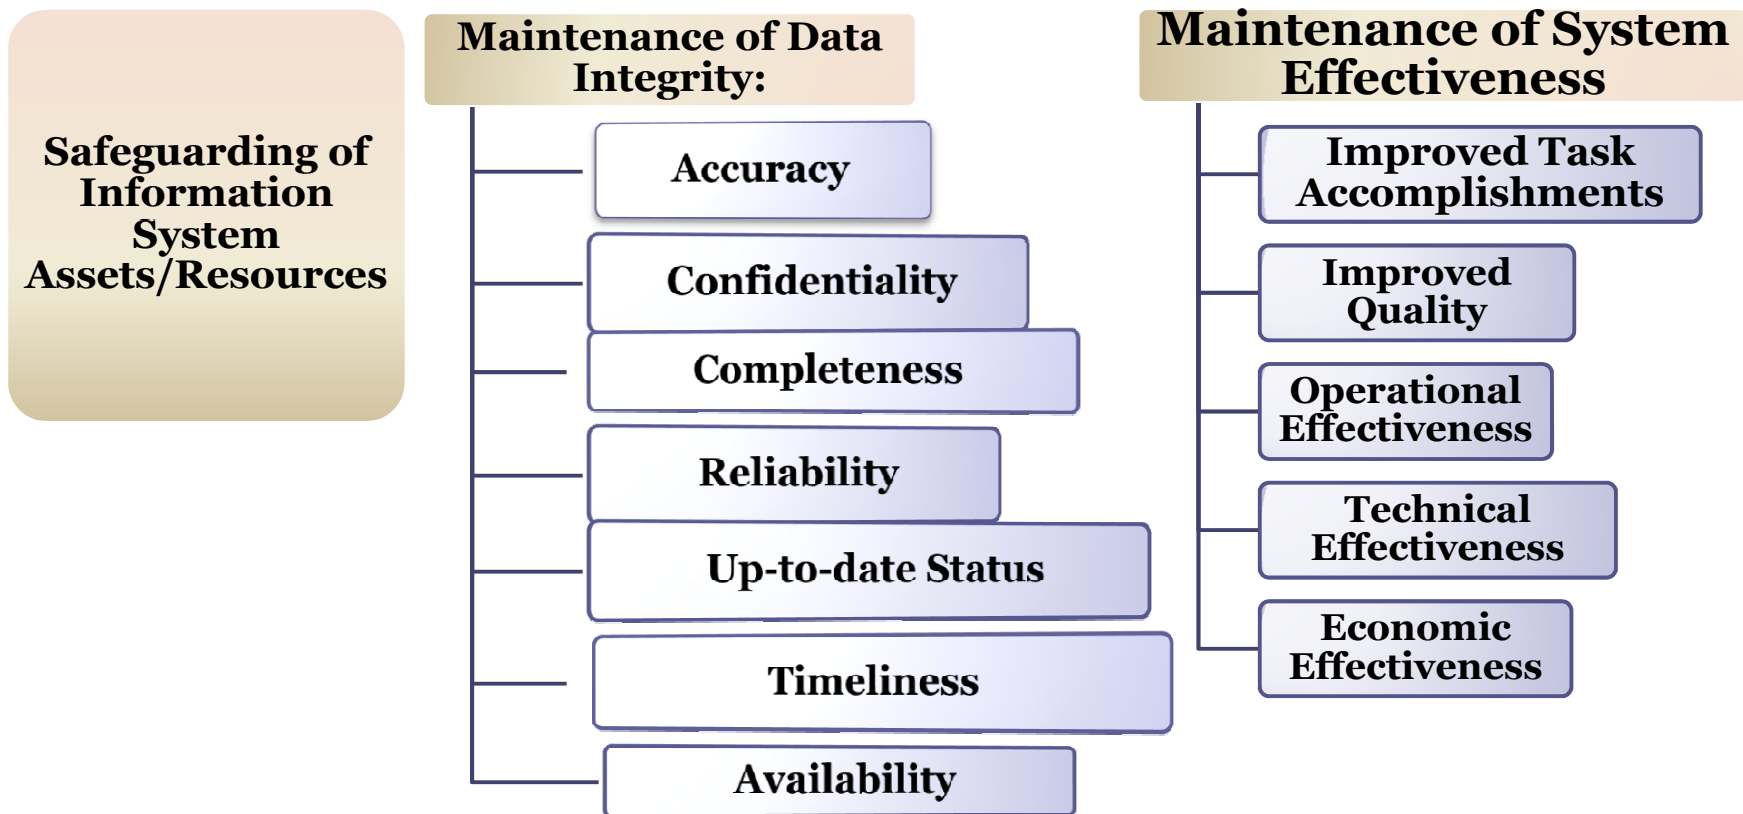 Safeguarding of
Information
System
Assets/Resources
Maintenance of Data
Integrity:
Accuracy
Confidentiality
Completeness
Reliability
Up-to-date Status
Timeliness
Availability
Maintenance of System
Effectiveness
Improved Task
Accomplishments
Improved
Quality
Operational
Effectiveness
Technical
Effectiveness
Economic
Effectiveness